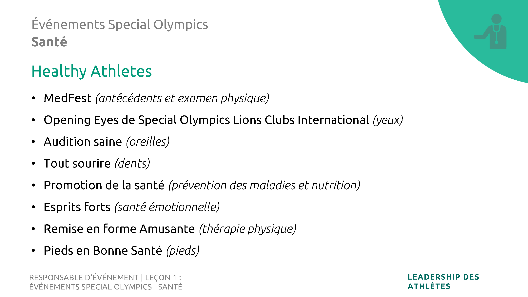 Événements Special Olympics
Santé
Healthy Athletes
• MedFest (antécédents et examen physique)
• Opening Eyes de Special Olympics Lions Clubs International (yeux)
• Audition saine (oreilles)
• Tout sourire (dents)
• Promotion de la santé (prévention des maladies et nutrition)
• Esprits forts (santé émotionnelle)
• Remise en forme Amusante (thérapie physique)
• Pieds en Bonne Santé (pieds)
RESPONSABLE D'ÉVÉNEMENT | LEÇON 1 :
ÉVÉNEMENTS SPECIAL OLYMPICS - SANTÉ
LEADERSHIP DES
ATHLÈTES